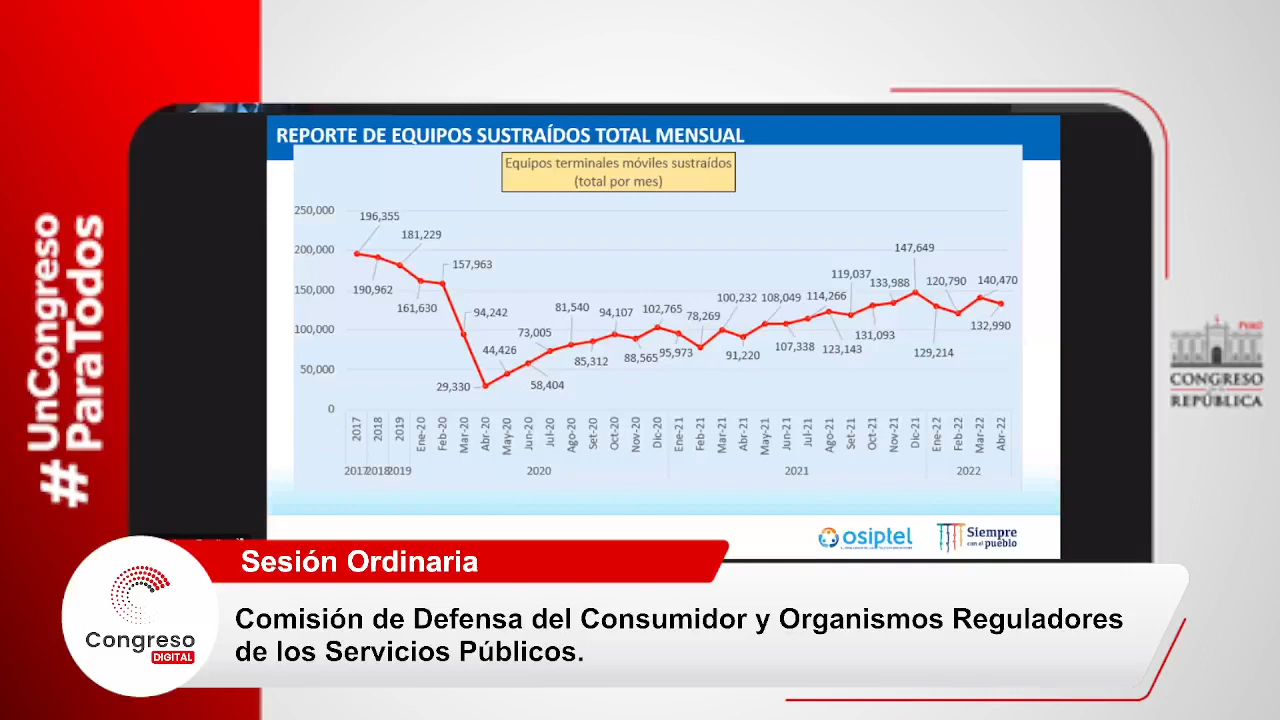 #UnCongreso
ParaTodos
REPORTE DE EQUIPOS SUSTRAÍDOS TOTAL MENSUAL
Equipos terminales móviles sustraídos
(total por mes)
250,000
200,000
150,000
100,000
50,000
0
196,355
190,962
181,229
161,630
157,963
94,242
29,330
44,426
58,404
73,005
81,540
85,312
94,107
88,565
102,765
95,973
78,269
100,232
91,220
108,049
107,338
114,266
123,143
119,037
131,093
133,988
147,649
129,214
120,790
140,470
132,990
2017
2018
2019
Ene-20
Feb-20
Mar-20
Abr-20
May-20
Jun-20
Jul-20
Ago-20
Set-20
Oct-20
Nov-20
Dic-20
Ene-21
Feb-21
Mar-21
Abr-21
May-21
Jun-21
Jul-21
Ago-21
Set-21
Oct-21
Nov-21
Dic-21
Ene-22
Feb-22
Mar-22
Abr-22
2017 2018 2019 2020 2021 2022
osiptel
Siempre
con el pueblo
PERÚ
CONGRESO
REPÚBLICA
Sesión Ordinaria
Congreso
DIGITAL
Comisión de Defensa del Consumidor y Organismos Reguladores
de los Servicios Públicos.